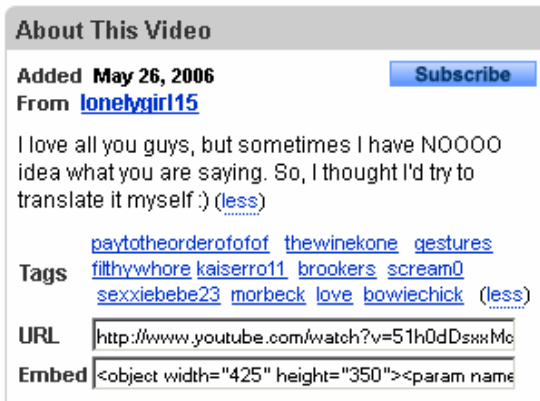 About This Video
Added May 26, 2006 Subscribe
From lonelygirl15
I love all you guys, but sometimes I have NOOOO
idea what you are saying. So, I thought I'd try to
translate it myself :) (less)
paytotheorderofofof thewinekone gestures
Tags filthywhore kaiserro11 brookers scream0
sexxiebebe23 morbeck love bowiechick (less)
URL http://www.youtube.com/watch?v=51h0dDsxxMc
Embed <object width="425" height="350"><param name